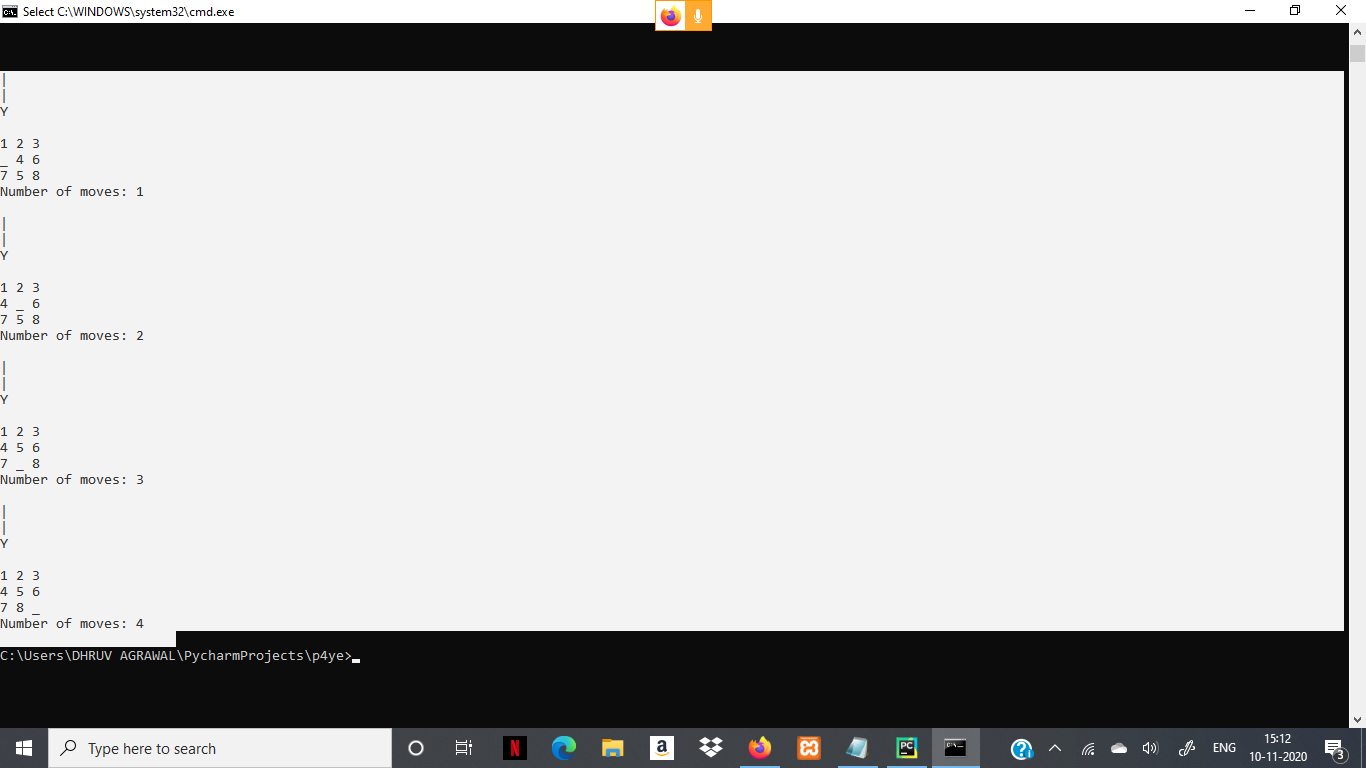 Select C:\WINDOWS\system32\cmd.exe
|
|
Y
1 2 3
_ 4 6
7 5 8
Number of moves: 1
|
|
Y
1 2 3
4 _ 6
7 5 8
Number of moves: 2
|
|
Y
1 2 3
4 5 6
7 _ 8
Number of moves: 3
|
|
Y
1 2 3
4 5 6
7 8 _
Number of moves: 4
C:\Users\DHRUV AGRAWAL\PycharmProjects\p4ye>
Type here to search
ENG
15:12
10-11-2020
3